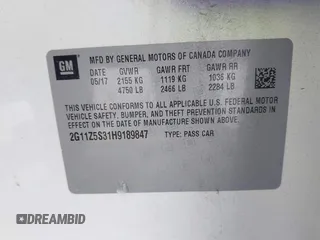 GM
MFD BY GENERAL MOTORS OF CANADA COMPANY
DATE GVWR GAWR FRT GAWR RR
05/17 2155 KG 1119 KG 1036 KG
4750 LB 2466 LB 2284 LB
THIS VEHICLE CONFORMS TO ALL APPLICABLE U.S. FEDERAL MOTOR
VEHICLE SAFETY, BUMPER, AND THEFT PREVENTION STANDARDS IN
EFFECT ON THE DATE OF MANUFACTURE SHOWN ABOVE.
2G11Z5S31H9189847 TYPE: PASS CAR
DREAMBID